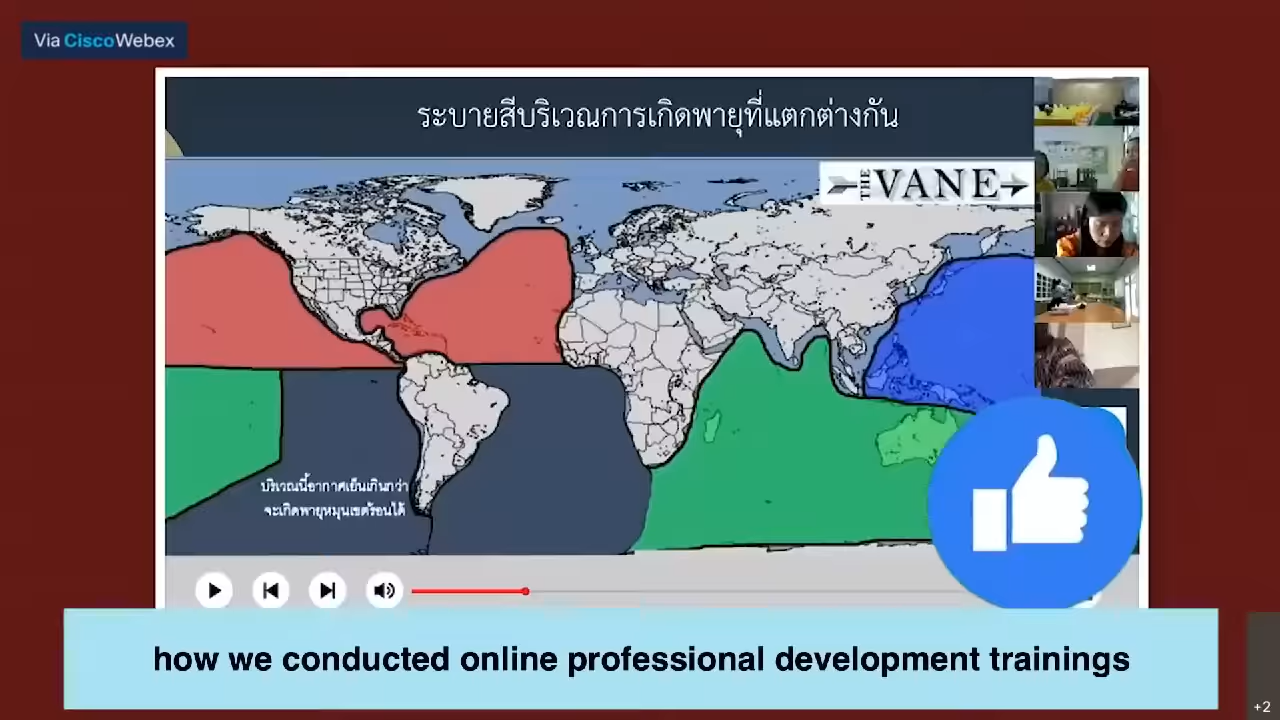 Via CiscoWebex
ระบายสีบริเวณการเกิดพายุที่แตกต่างกัน
THE VANE
บริเวณนี้อากาศเย็นเกินกว่า
จะเกิดพายุหมุนเขตร้อนได้
how we conducted online professional development trainings
+2